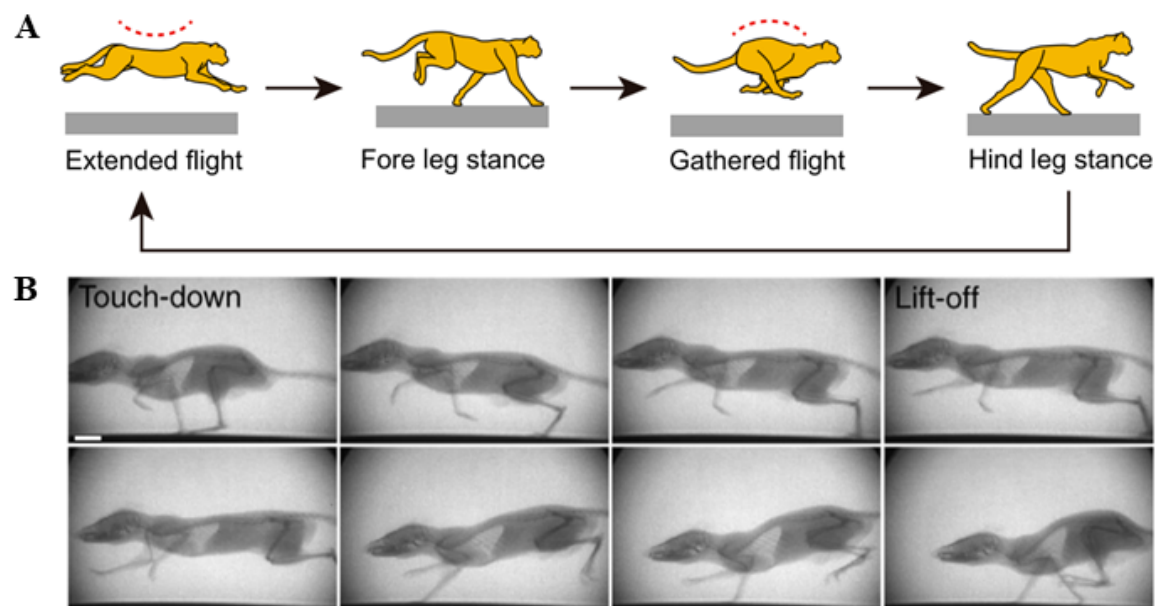 A
Extended flight
Fore leg stance
Gathered flight
Hind leg stance
B
Touch-down
Lift-off